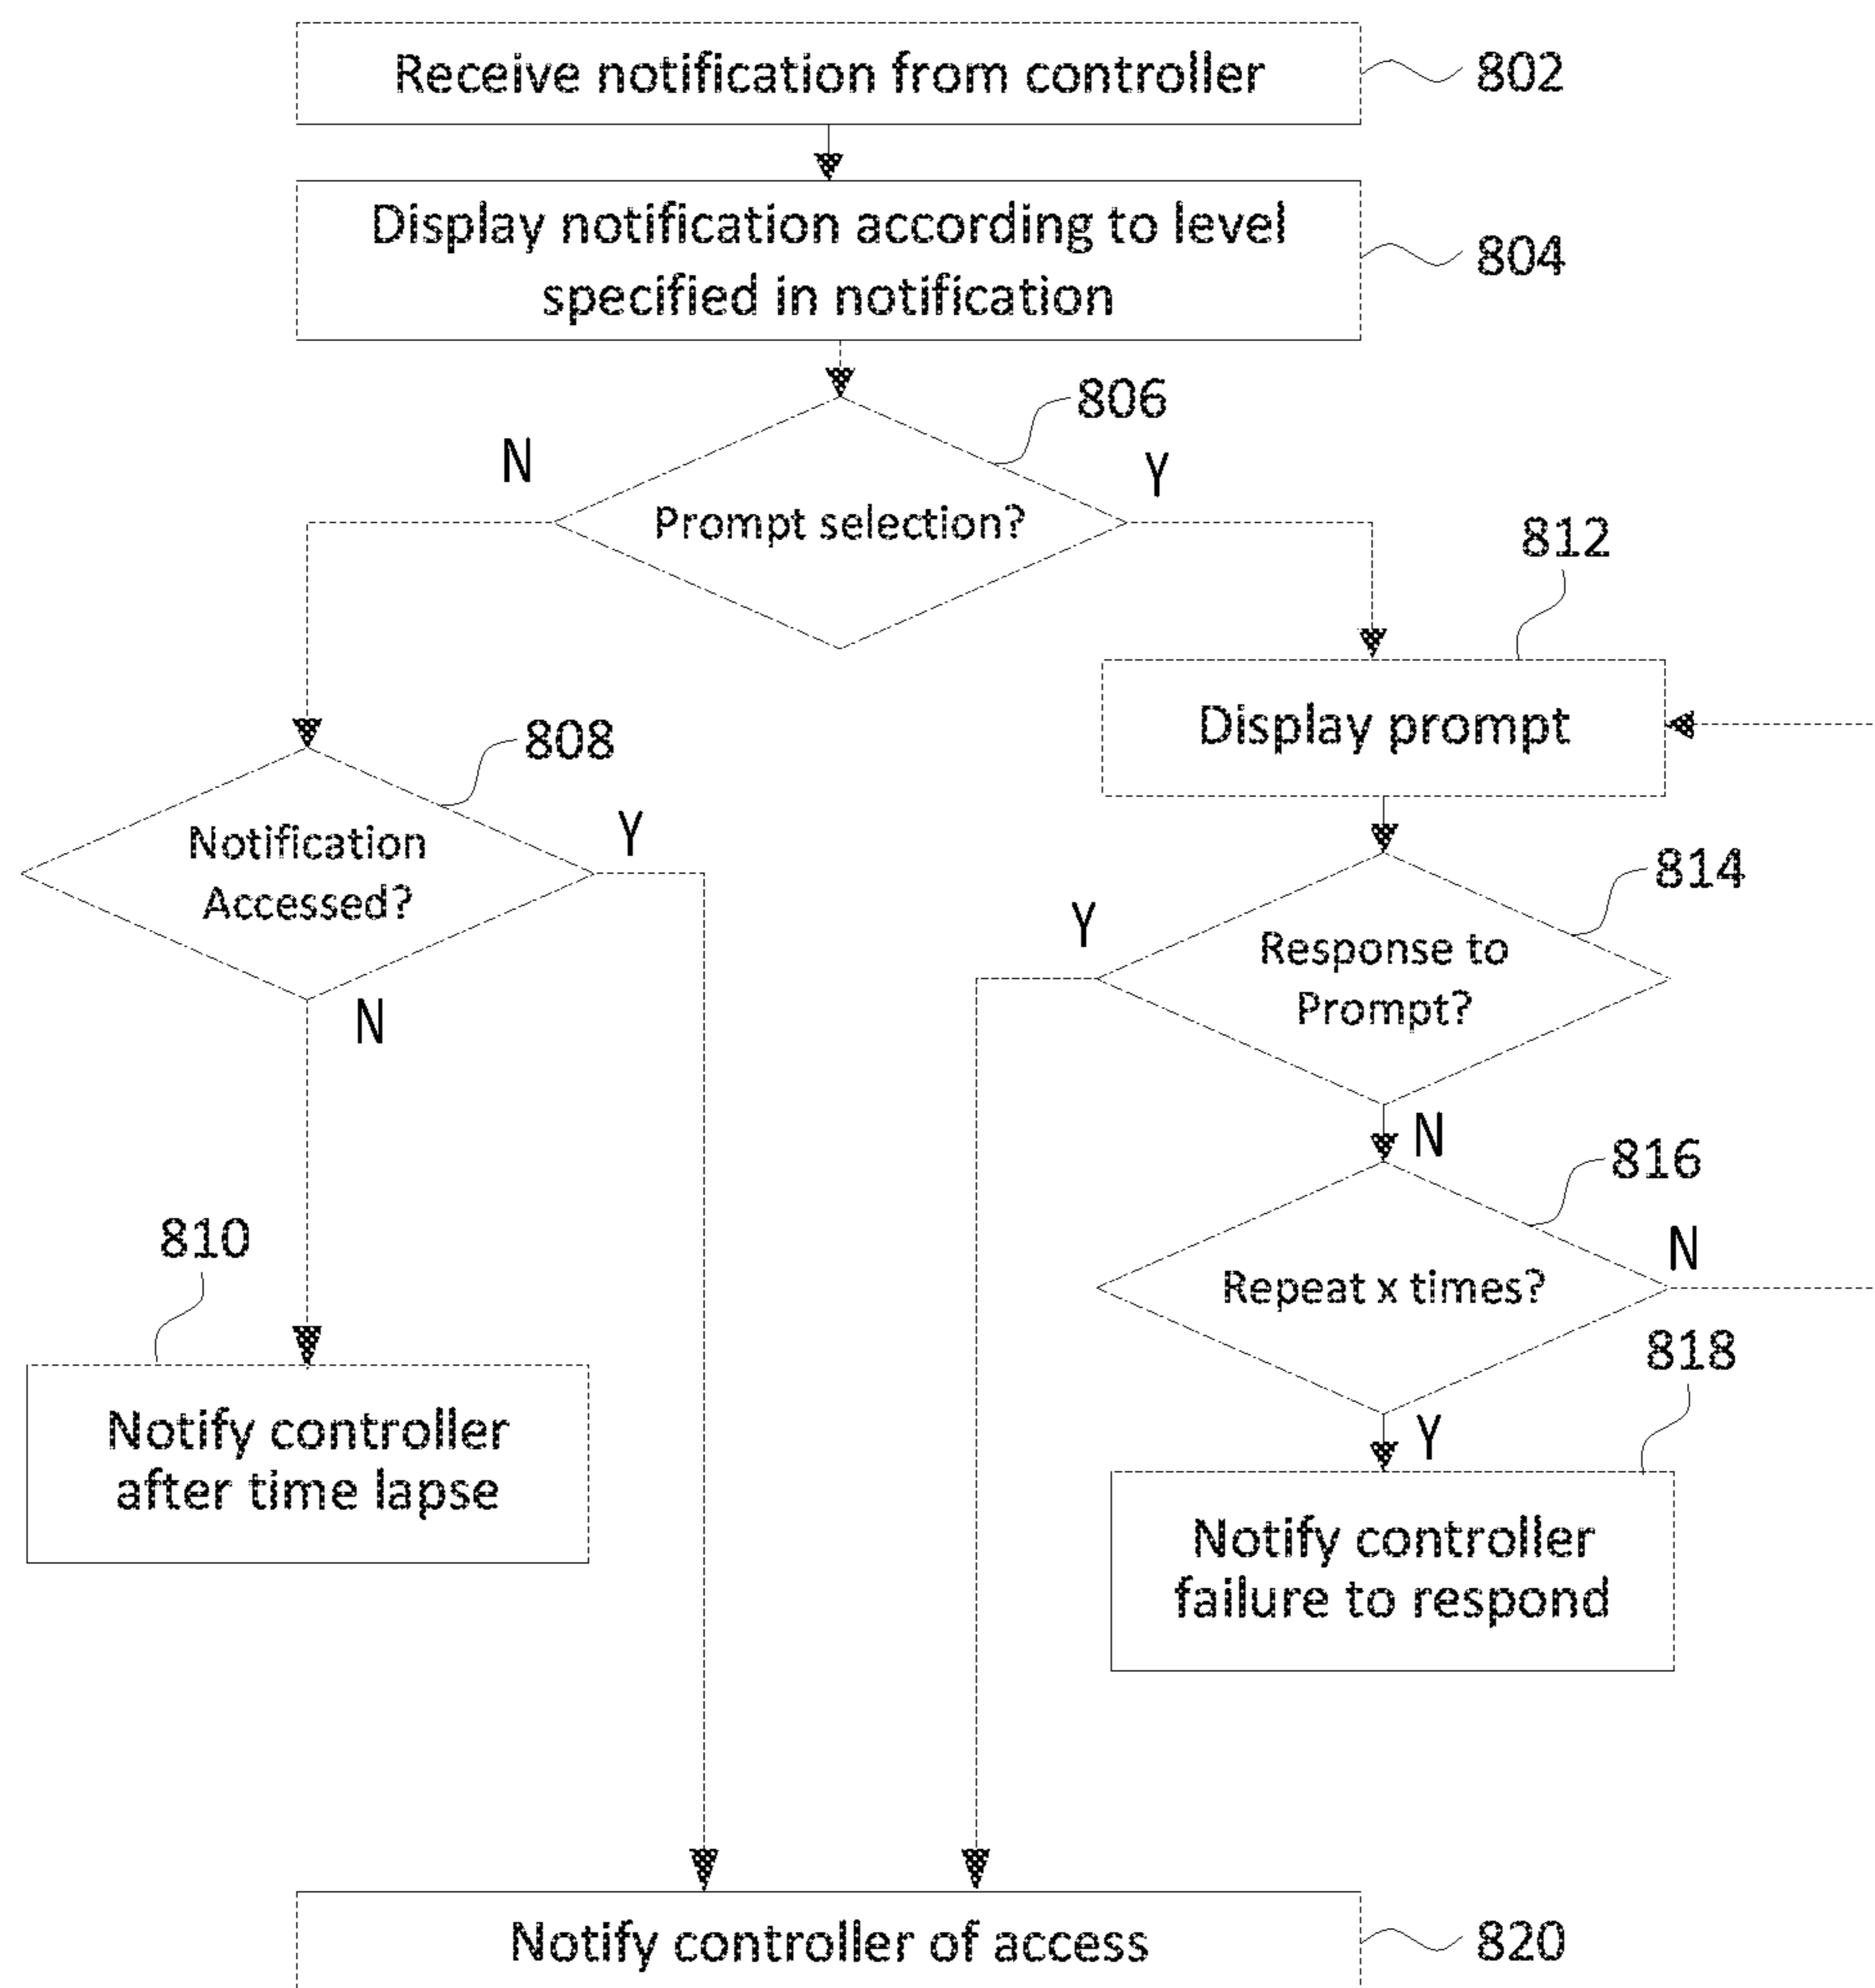 Receive notification from controller
802
Display notification according to level
specified in notification
804
806
N
Y
Prompt selection?
812
Display prompt
808
Notification
Accessed?
Y
N
814
Y
Response to
Prompt?
N
816
Repeat x times?
N
810
Notify controller
after time lapse
818
Y
Notify controller
failure to respond
Notify controller of access
820